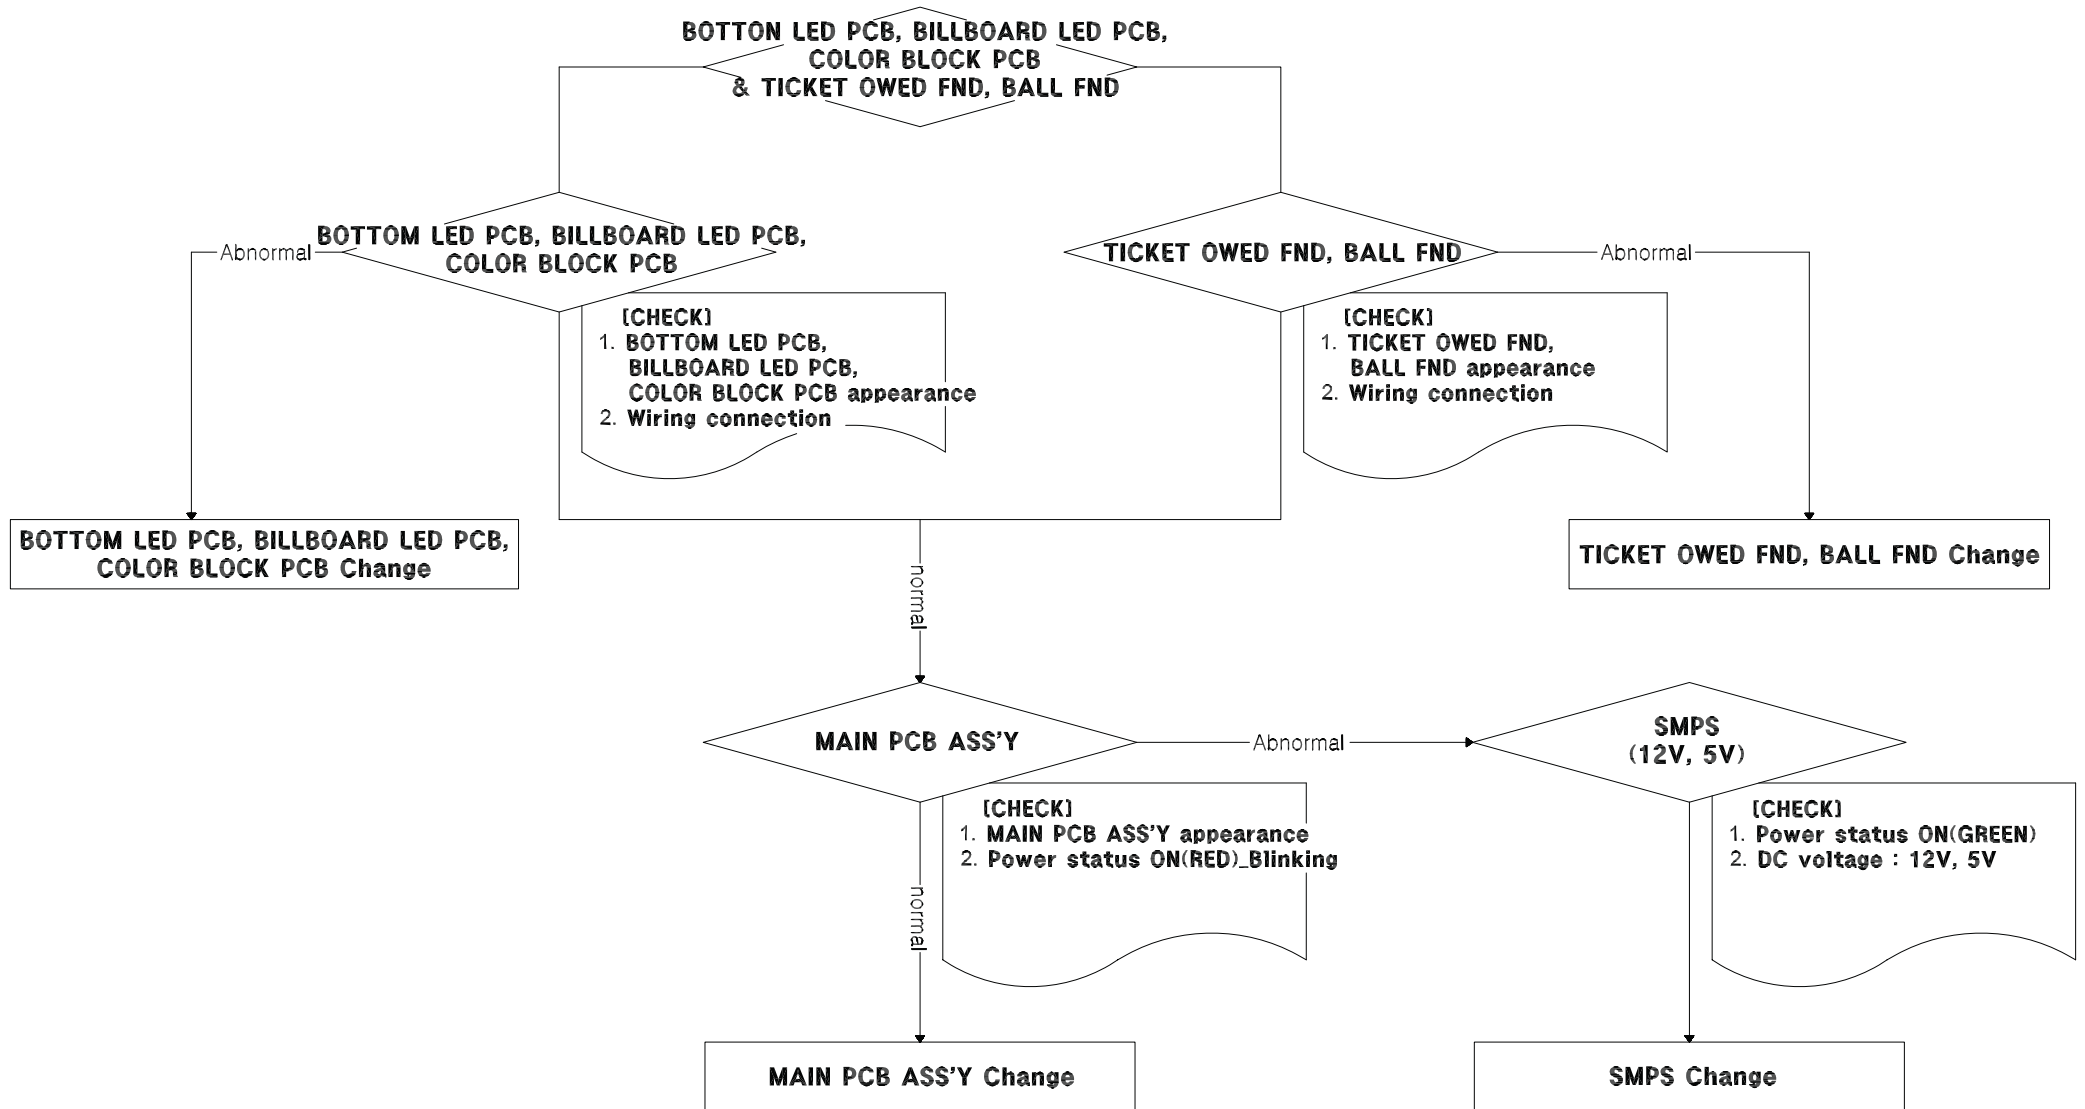 BOTTON LED PCB, BILLBOARD LED PCB,
COLOR BLOCK PCB
& TICKET OWED FND, BALL FND
BOTTOM LED PCB, BILLBOARD LED PCB,
COLOR BLOCK PCB
Abnormal
TICKET OWED FND, BALL FND
Abnormal
[CHECK]
1. BOTTOM LED PCB,
BILLBOARD LED PCB,
COLOR BLOCK PCB appearance
2. Wiring connection
[CHECK]
1. TICKET OWED FND,
BALL FND appearance
2. Wiring connection
BOTTOM LED PCB, BILLBOARD LED PCB,
COLOR BLOCK PCB Change
TICKET OWED FND, BALL FND Change
normal
MAIN PCB ASS'Y
Abnormal
SMPS
(12V, 5V)
[CHECK]
1. MAIN PCB ASS'Y appearance
2. Power status ON(RED)_Blinking
[CHECK]
1. Power status ON(GREEN)
2. DC voltage : 12V, 5V
normal
MAIN PCB ASS'Y Change
SMPS Change